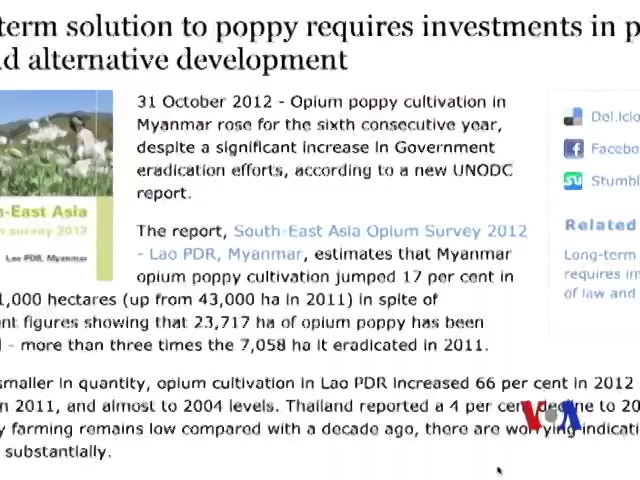 term solution to poppy requires investments in p
nd alternative development
31 October 2012 - Opium poppy cultivation in
Myanmar rose for the sixth consecutive year,
despite a significant increase in Government
eradication efforts, according to a new UNODC
report.
h-East Asia
survey 2012
Lao PDR, Myanmar
The report, South-East Asia Opium Survey 2012
- Lao PDR, Myanmar, estimates that Myanmar
opium poppy cultivation jumped 17 per cent in
1,000 hectares (up from 43,000 ha in 2011) in spite of
nt figures showing that 23,717 ha of opium poppy has been
- more than three times the 7,058 ha it eradicated in 2011.
smaller in quantity, opium cultivation in Lao PDR increased 66 per cent in 2012
n 2011, and almost to 2004 levels. Thailand reported a 4 per cent decline to 20
y farming remains low compared with a decade ago, there are worrying indicati
substantially.
Del.icio
Faceboo
Stumbl
Related
Long-term
requires in
of law and
VOA